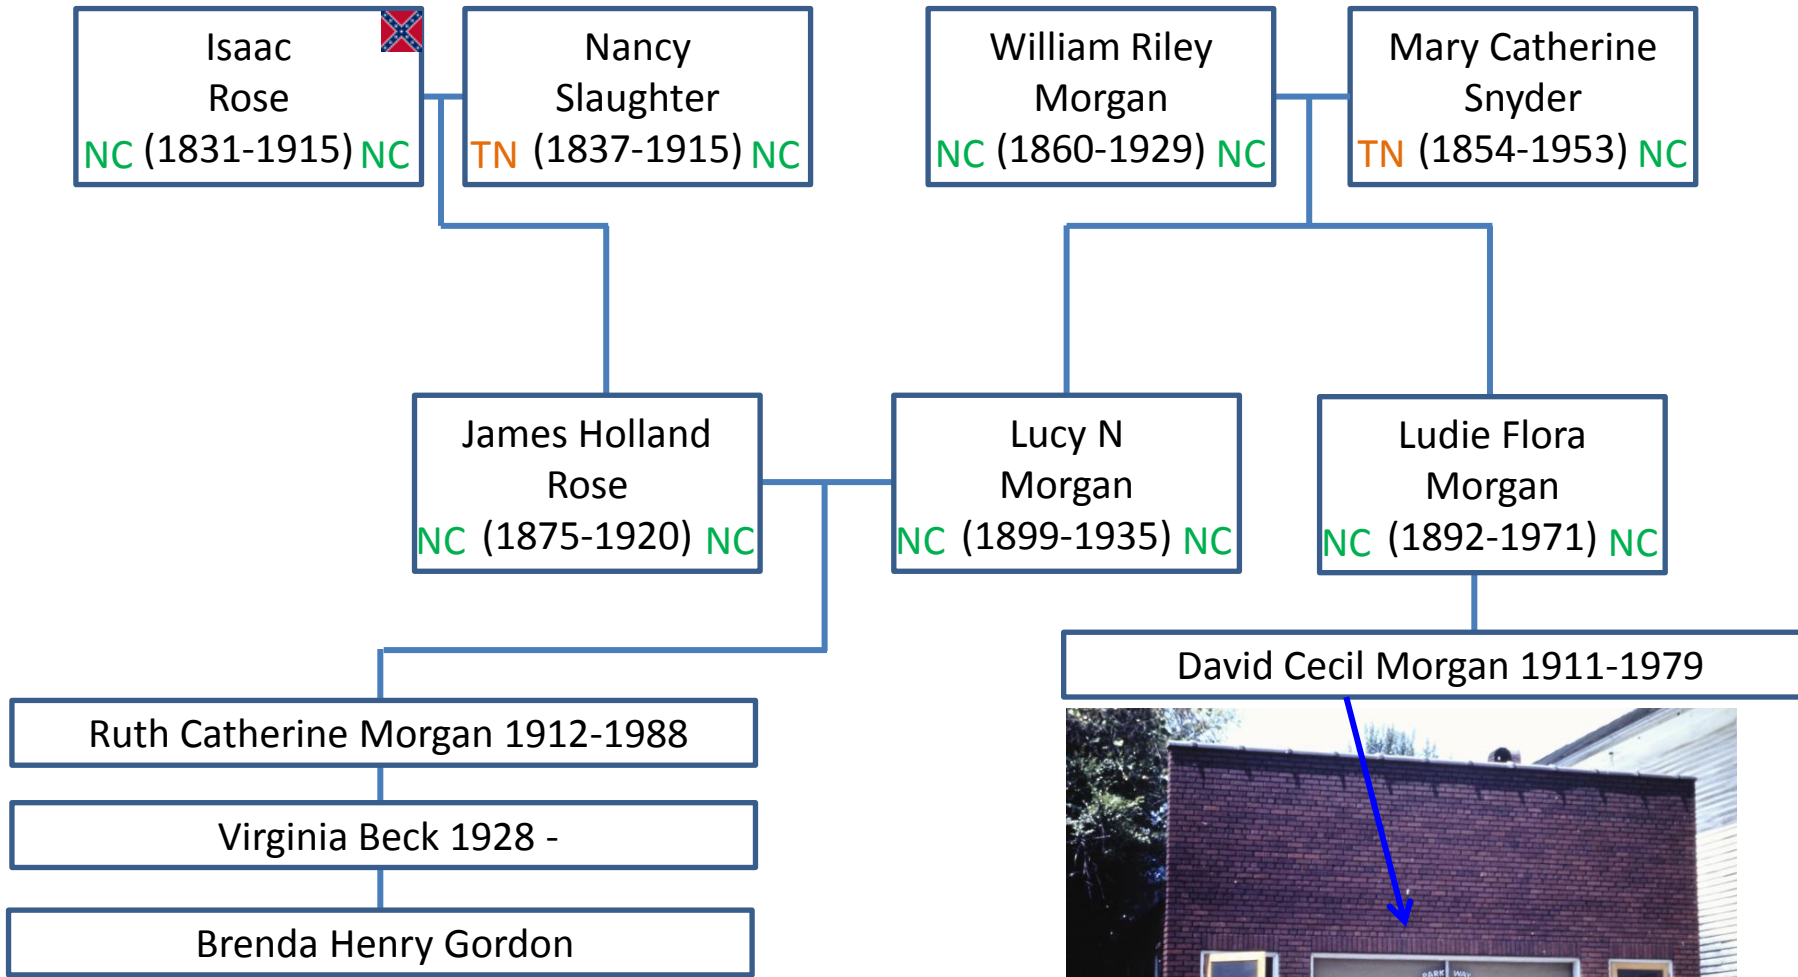 Isaac
Rose
NC (1831-1915) NC
Nancy
Slaughter
TN (1837-1915) NC
William Riley
Morgan
NC (1860-1929) NC
Mary Catherine
Snyder
TN (1854-1953) NC
James Holland
Rose
NC (1875-1920) NC
Lucy N
Morgan
NC (1899-1935) NC
Ludie Flora
Morgan
NC (1892-1971) NC
David Cecil Morgan 1911-1979
Ruth Catherine Morgan 1912-1988
Virginia Beck 1928 -
Brenda Henry Gordon
PARK WAY